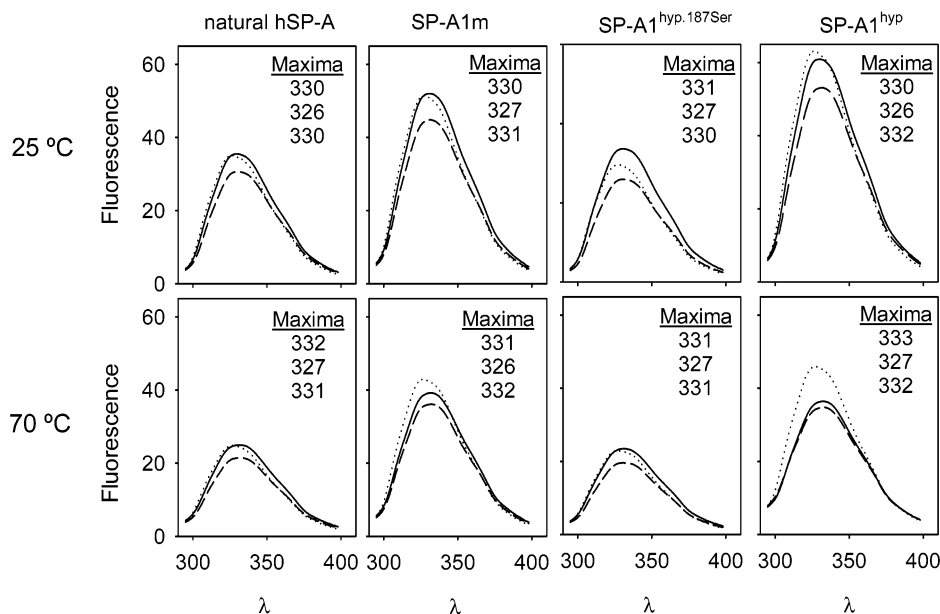 natural hSP-A SP-A1m SP-A1hyp.187Ser SP-A1hyp
25 ºC
Fluorescence
60
40
20
0
Maxima
330
326
330
Maxima
330
327
331
Maxima
331
327
330
Maxima
330
326
332
70 ºC
Fluorescence
60
40
20
0
Maxima
332
327
331
Maxima
331
326
332
Maxima
331
327
331
Maxima
333
327
332
300 350 400 300 350 400 300 350 400 300 350 400
λ λ λ λ